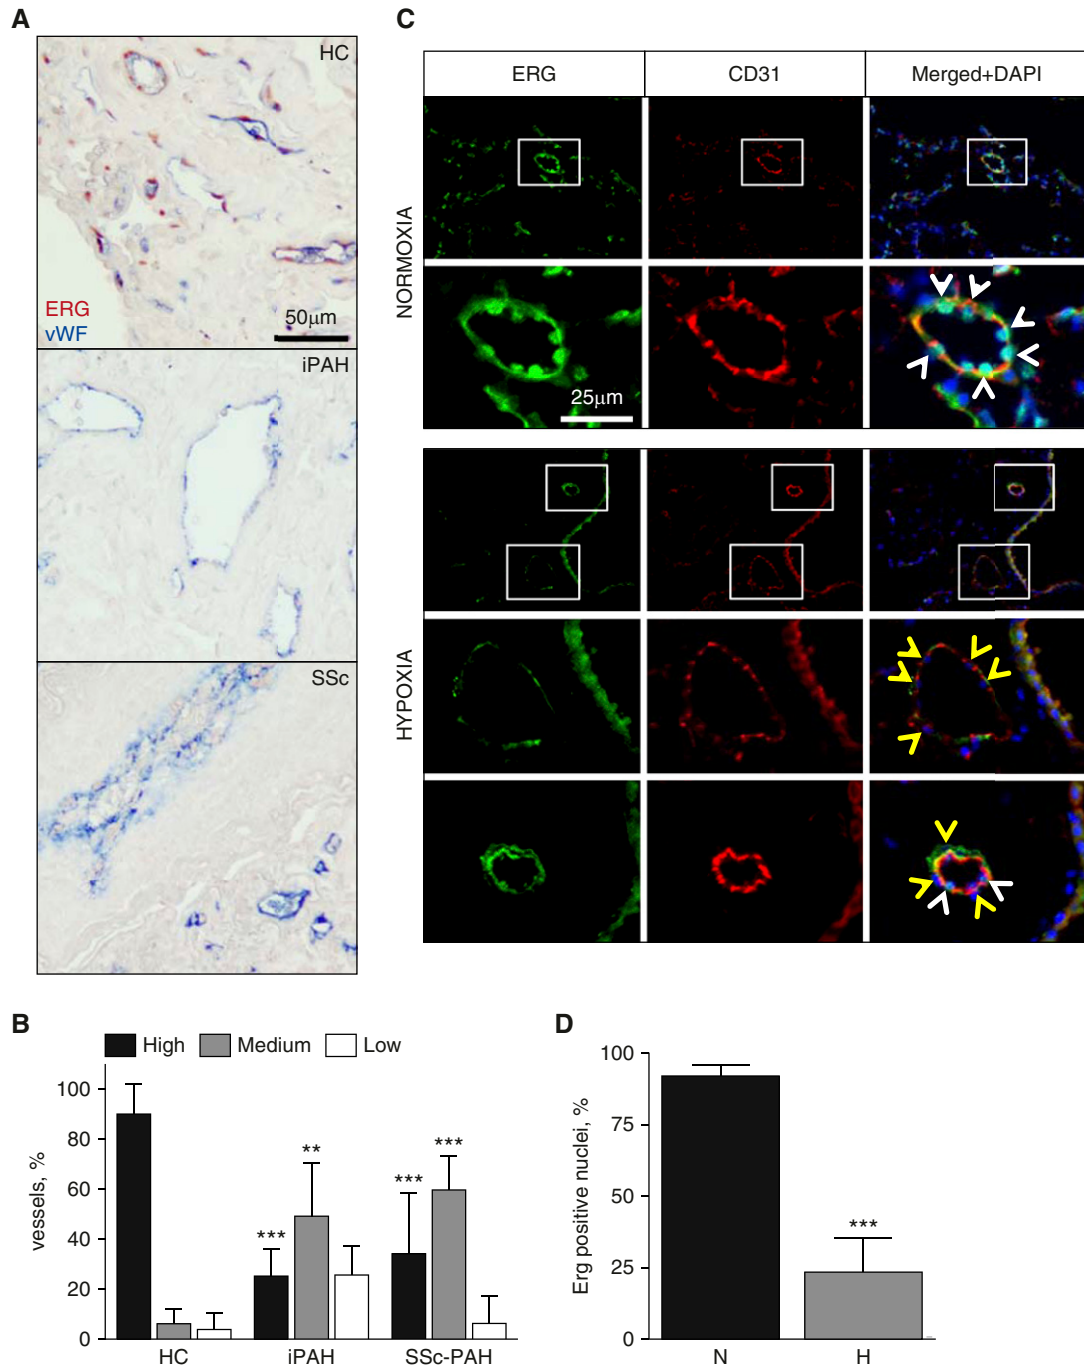 A
HC
ERG
vWF
50μm
iPAH
SSc
C
ERG CD31 Merged+DAPI
NORMOXIA
25μm
HYPOXIA
B
High Medium Low
vessels, %
100
80
60
40
20
0
*** ** *** ***
HC iPAH SSc-PAH
D
Erg positive nuclei, %
100
75
50
25
0
***
N H